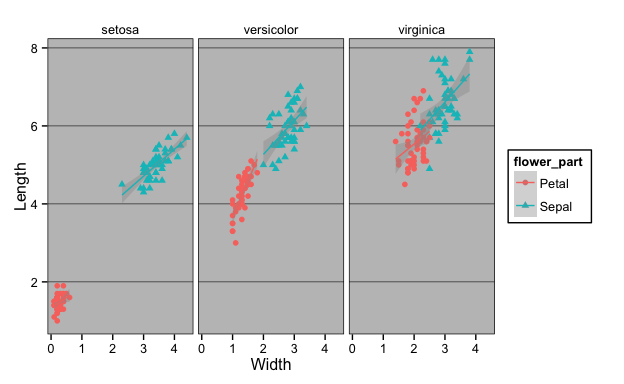 setosa versicolor virginica
8
6
4
2
Length
0 1 2 3 4 0 1 2 3 4 0 1 2 3 4
Width
flower_part
Petal
Sepal